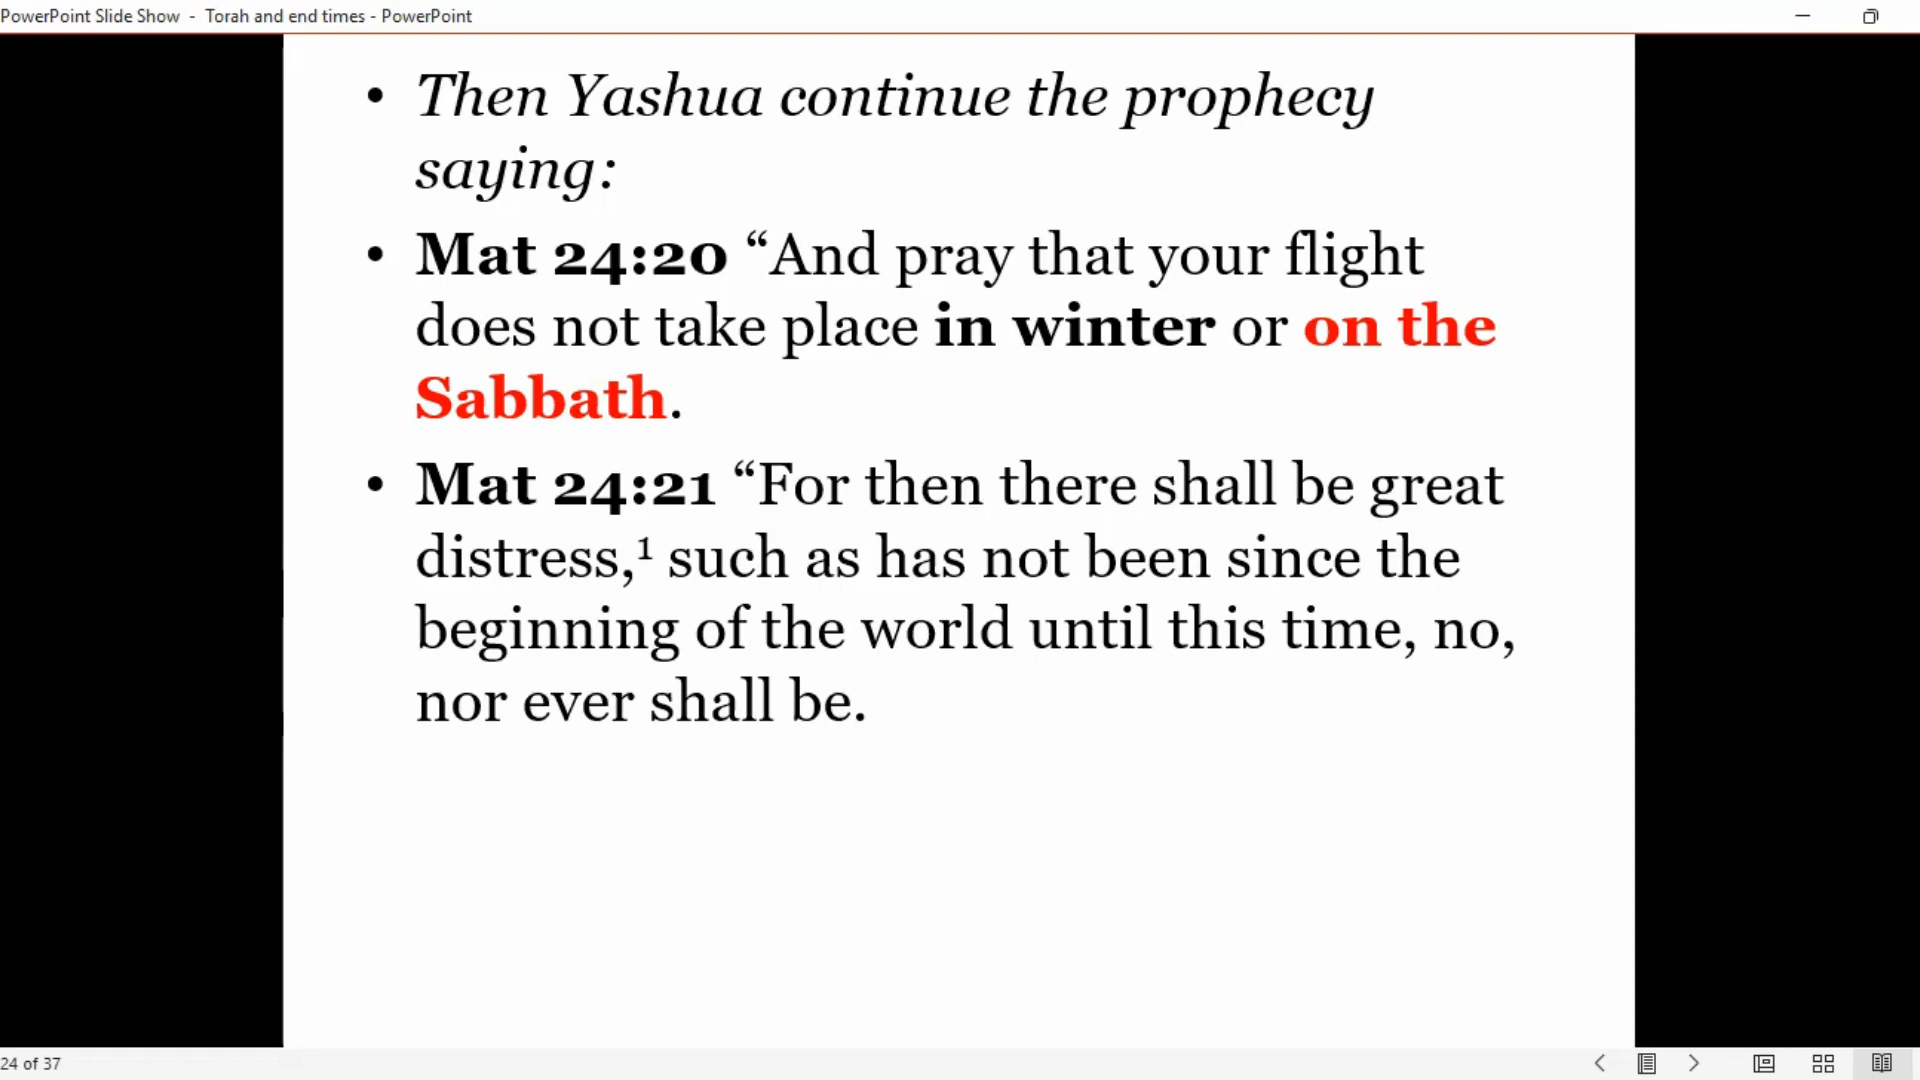 PowerPoint Slide Show - Torah and end times - PowerPoint
• Then Yashua continue the prophecy
saying:
• Mat 24:20 “And pray that your flight
does not take place in winter or on the
Sabbath.
• Mat 24:21 “For then there shall be great
distress,¹ such as has not been since the
beginning of the world until this time, no,
nor ever shall be.
24 of 37